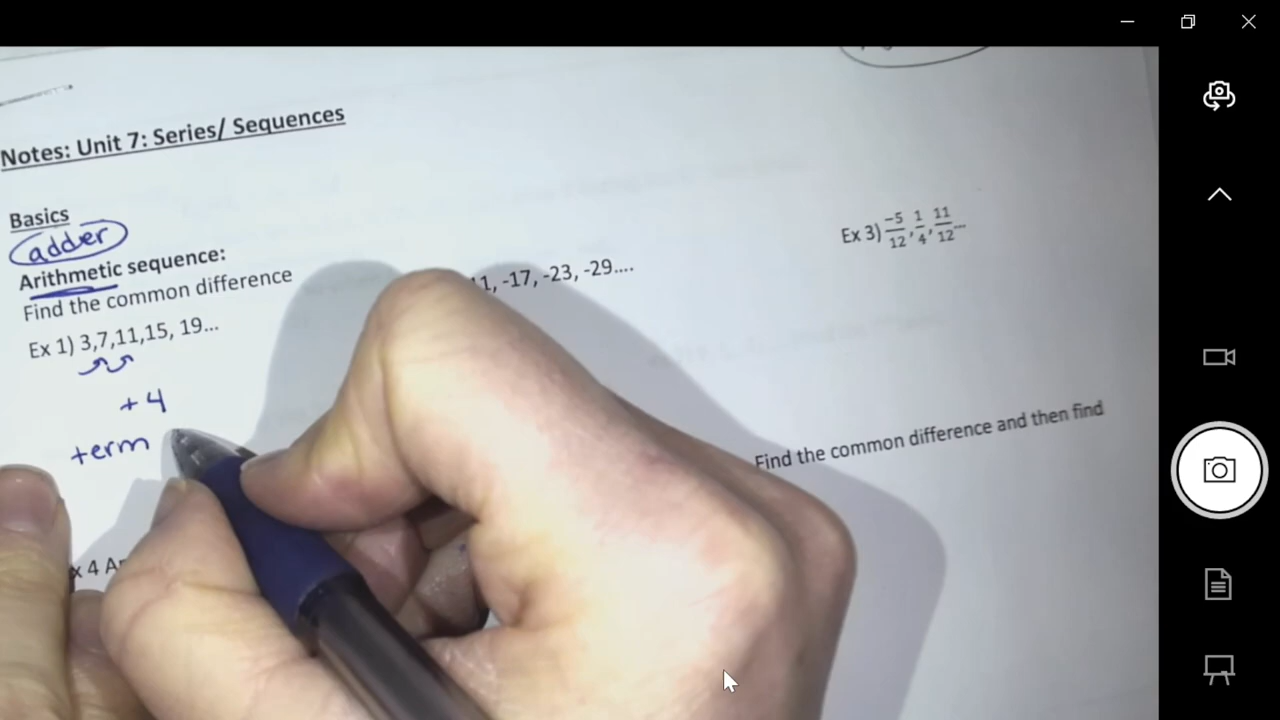 Notes: Unit 7: Series/ Sequences
Basics
adder
Arithmetic sequence:
Find the common difference
Ex 1) 3,7,11,15, 19...
+ 4
term
11, -17, -23, -29....
Ex 3) -5/12, 1/4, 11/12...
Find the common difference and then find
x 4 Ar